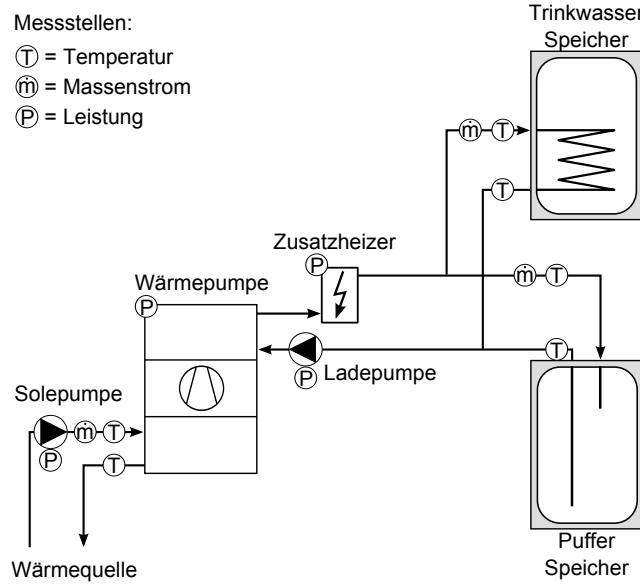 Messstellen:
T = Temperatur
ṁ = Massenstrom
P = Leistung
Trinkwasser
Speicher
ṁ T
T
Zusatzheizer
P
Wärmepumpe
P
ṁ T
T
Ladepumpe
P
Solepumpe
ṁ T
P
T
Wärmequelle
Puffer
Speicher